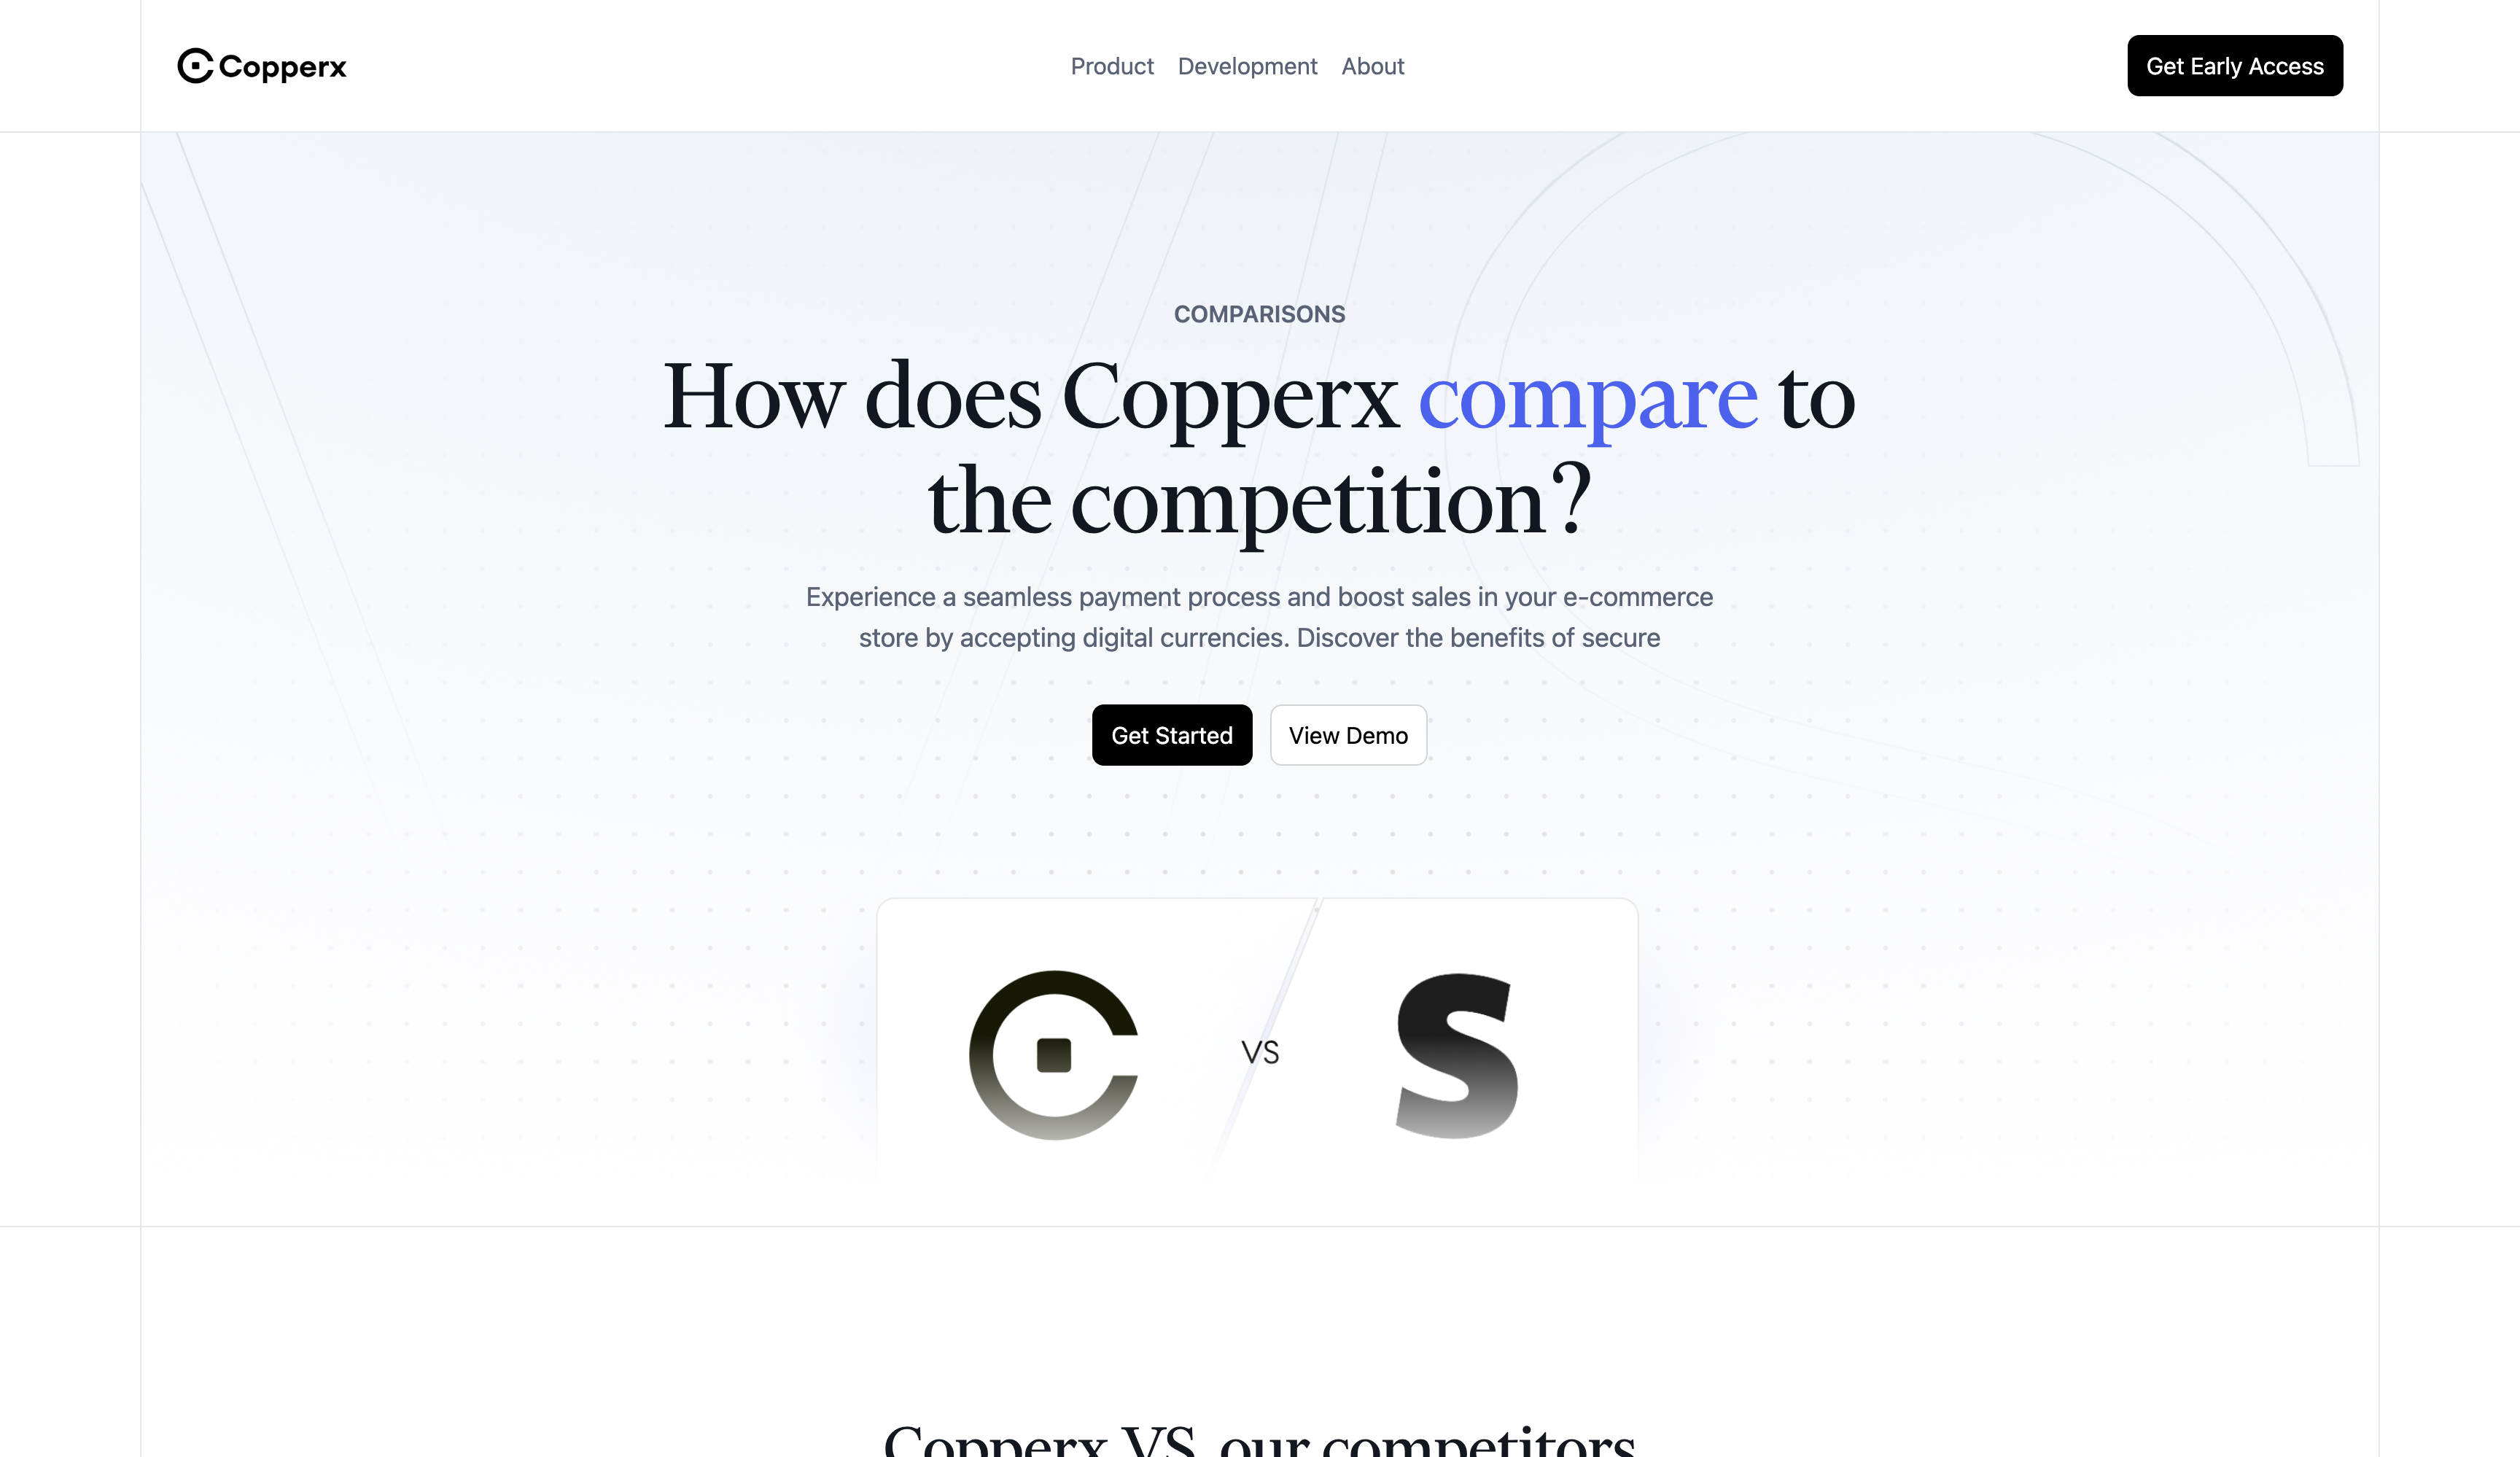 Copperx
Product Development About
Get Early Access
COMPARISONS
How does Copperx compare to
the competition?
Experience a seamless payment process and boost sales in your e-commerce
store by accepting digital currencies. Discover the benefits of secure
Get Started
View Demo
VS
Copperx VS. our competitors